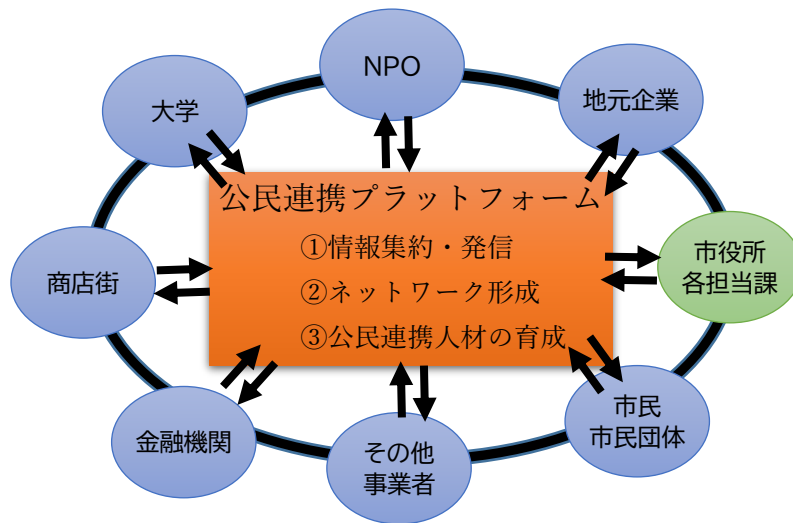 NPO
大学
地元企業
公民連携プラットフォーム
①情報集約・発信
②ネットワーク形成
③公民連携人材の育成
商店街
市役所
各担当課
金融機関
その他
事業者
市民
市民団体